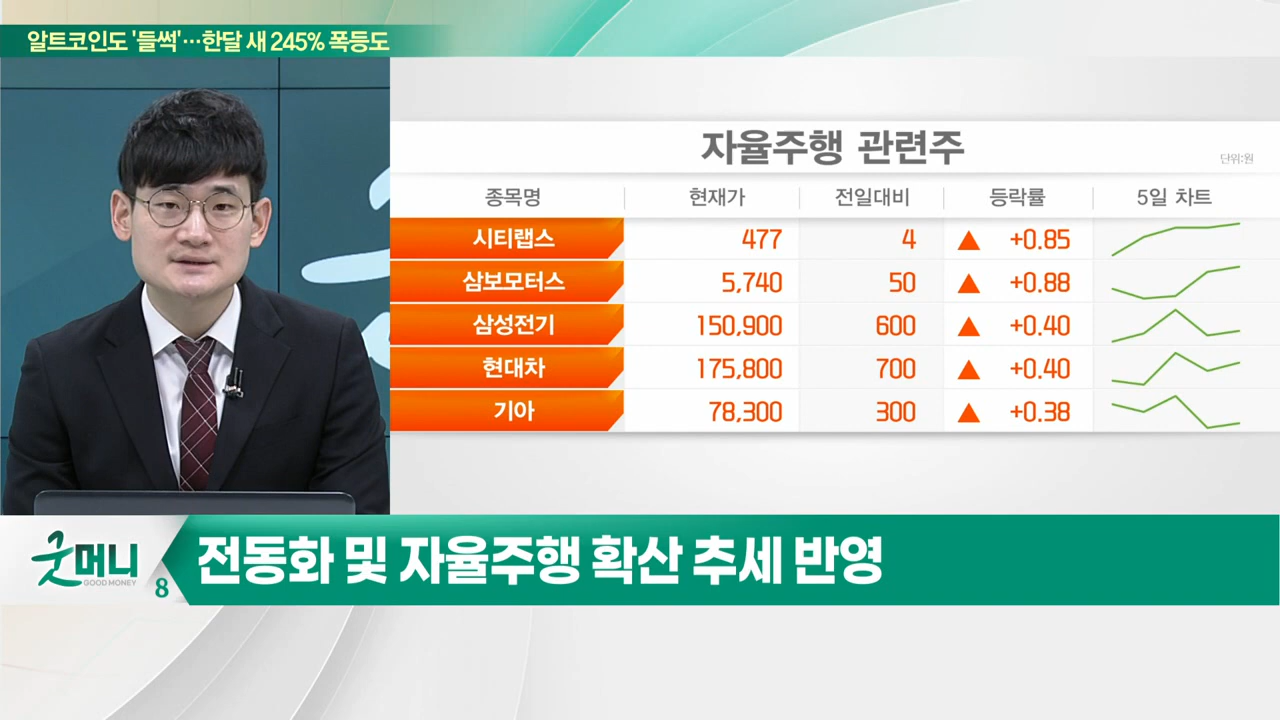 알트코인도 '들썩'…한달 새 245% 폭등도
자율주행 관련주
단위:원
종목명 현재가 전일대비 등락률 5일 차트
시티랩스 477 4 ▲ +0.85
삼보모터스 5,740 50 ▲ +0.88
삼성전기 150,900 600 ▲ +0.40
현대차 175,800 700 ▲ +0.40
기아 78,300 300 ▲ +0.38
굿머니
GOOD MONEY
8
전동화 및 자율주행 확산 추세 반영